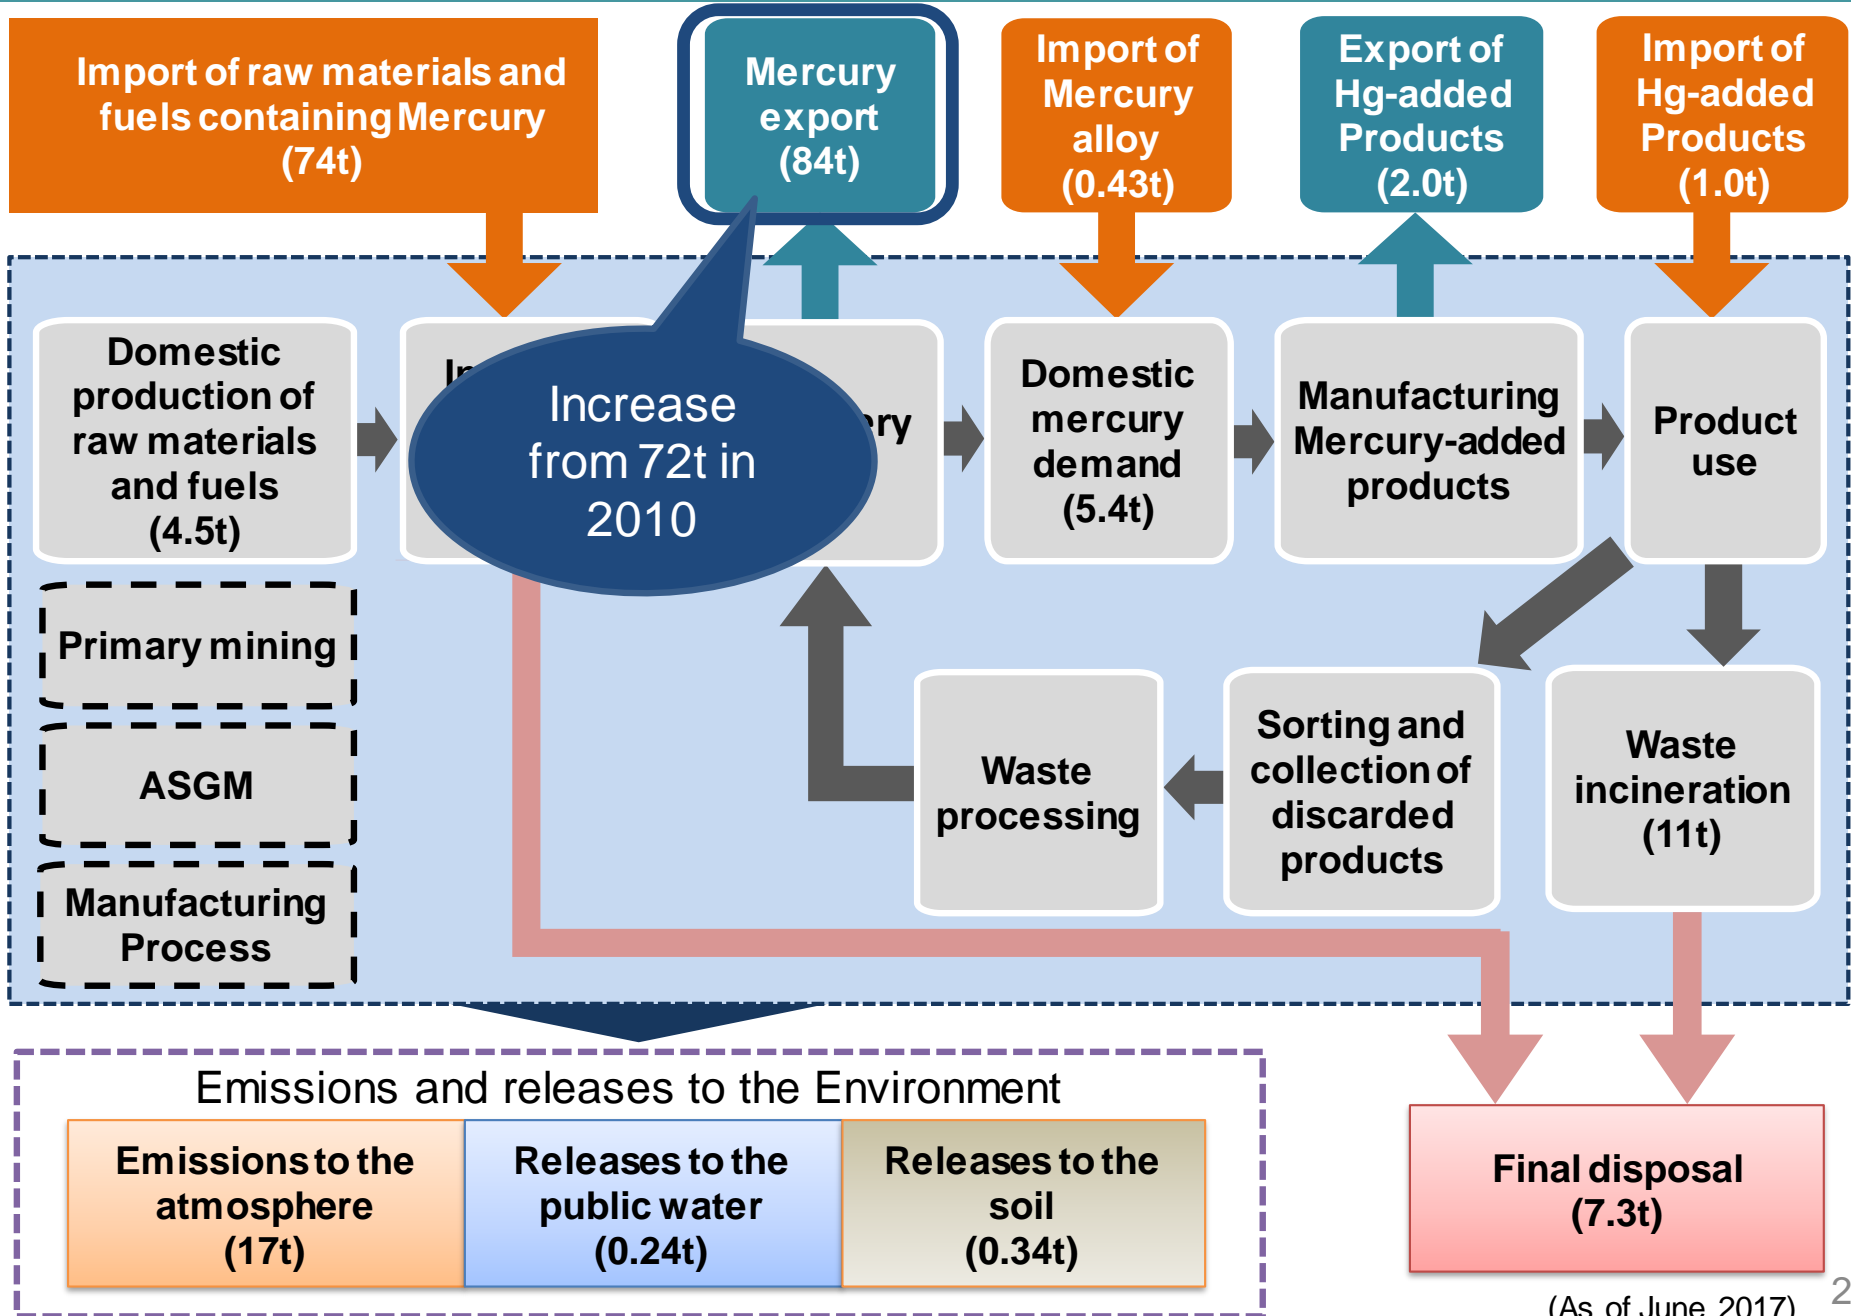 Import of raw materials and
fuels containing Mercury
(74t)
Mercury
export
(84t)
Import of
Mercury
alloy
(0.43t)
Export of
Hg-added
Products
(2.0t)
Import of
Hg-added
Products
(1.0t)
Domestic
production of
raw materials
and fuels
(4.5t)
Increase
from 72t in
2010
Domestic
mercury
demand
(5.4t)
Manufacturing
Mercury-added
products
Product
use
Primary mining
ASGM
Manufacturing
Process
Waste
processing
Sorting and
collection of
discarded
products
Waste
incineration
(11t)
Emissions and releases to the Environment
Emissions to the
atmosphere
(17t)
Releases to the
public water
(0.24t)
Releases to the
soil
(0.34t)
Final disposal
(7.3t)
(As of June, 2017)
2